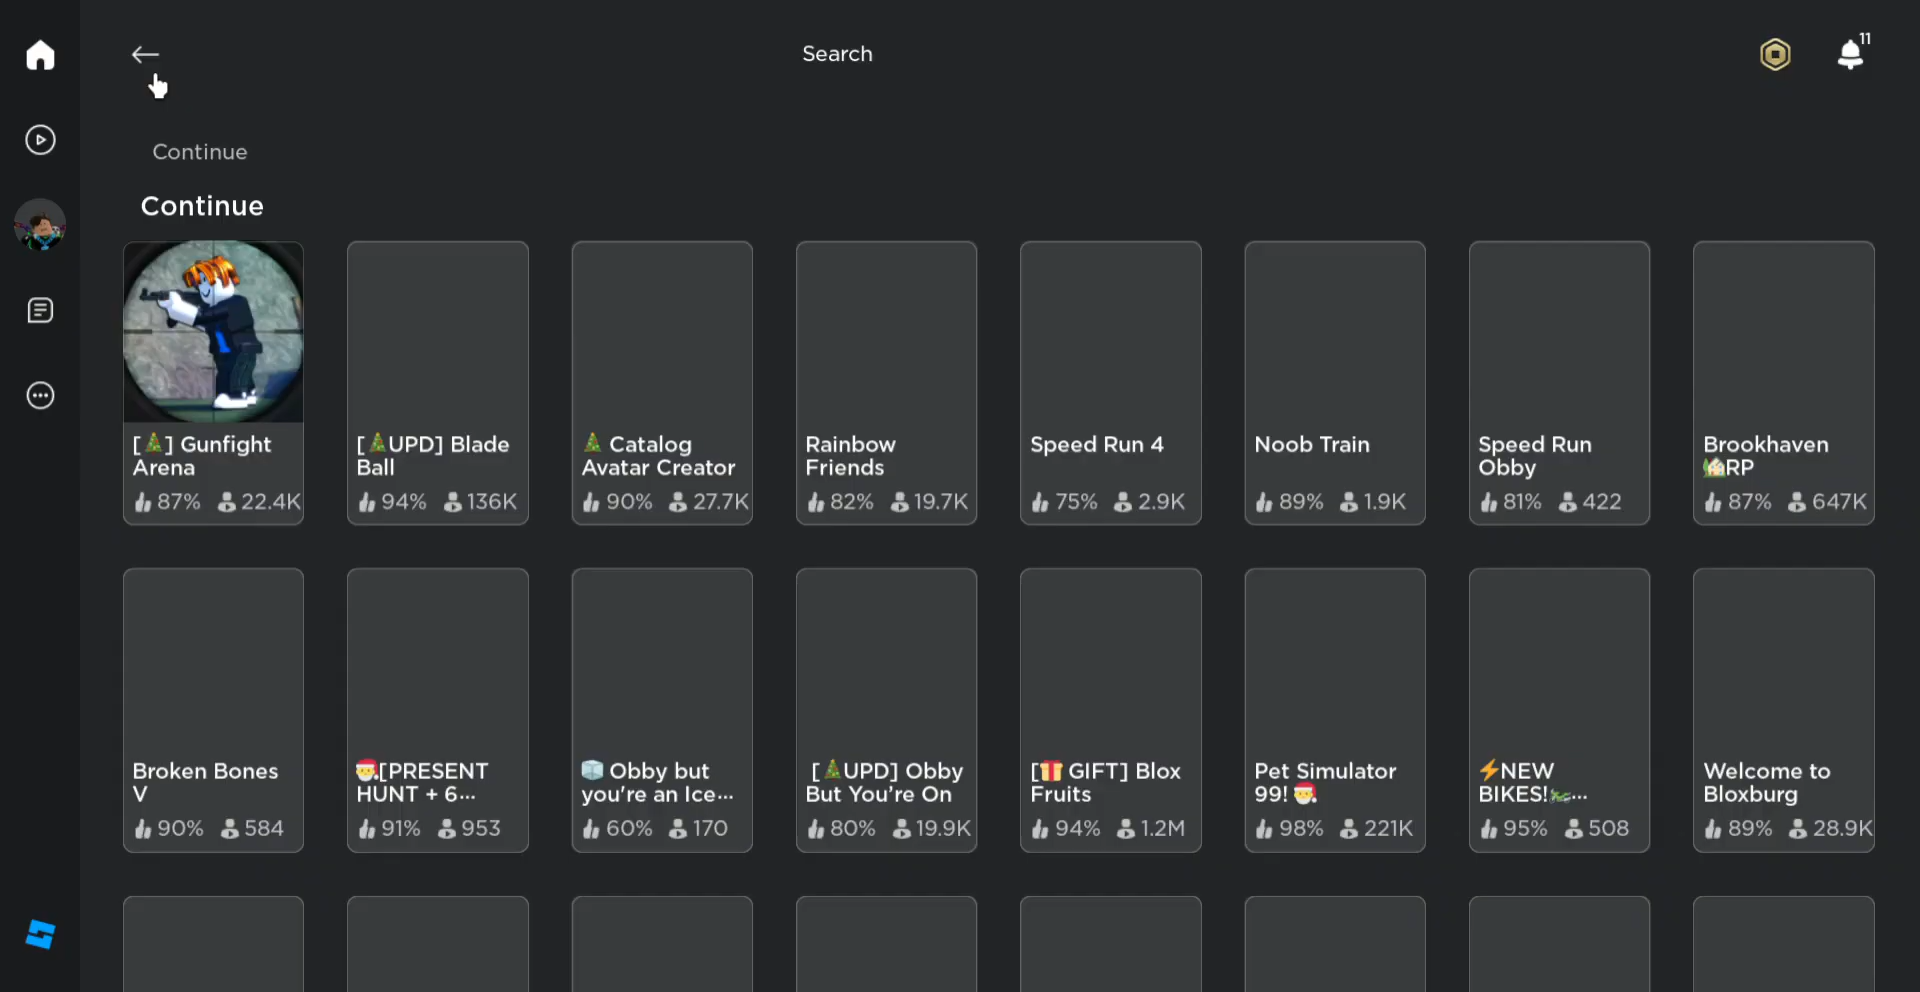 Search
11
Continue
Continue
[🎄] Gunfight
Arena
87% 22.4K
[🎄UPD] Blade
Ball
94% 136K
🎄 Catalog
Avatar Creator
90% 27.7K
Rainbow
Friends
82% 19.7K
Speed Run 4
75% 2.9K
Noob Train
89% 1.9K
Speed Run
Obby
81% 422
Brookhaven
🏡RP
87% 647K
Broken Bones
V
90% 584
🎅[PRESENT
HUNT + 6...
91% 953
🧊 Obby but
you're an Ice...
60% 170
[🎄UPD] Obby
But You’re On
80% 19.9K
[🎁 GIFT] Blox
Fruits
94% 1.2M
Pet Simulator
99! 🎅
98% 221K
⚡NEW
BIKES!🏍️...
95% 508
Welcome to
Bloxburg
89% 28.9K